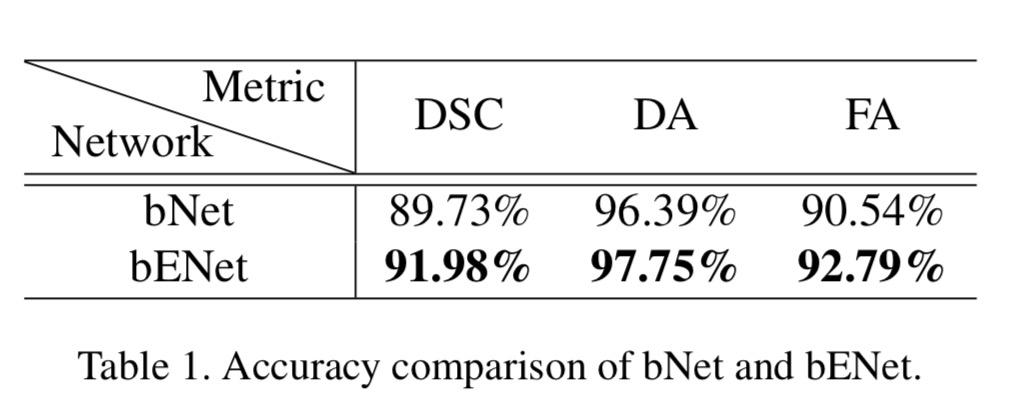 Metric
Network
DSC DA FA
bNet 89.73% 96.39% 90.54%
bENet 91.98% 97.75% 92.79%
Table 1. Accuracy comparison of bNet and bENet.